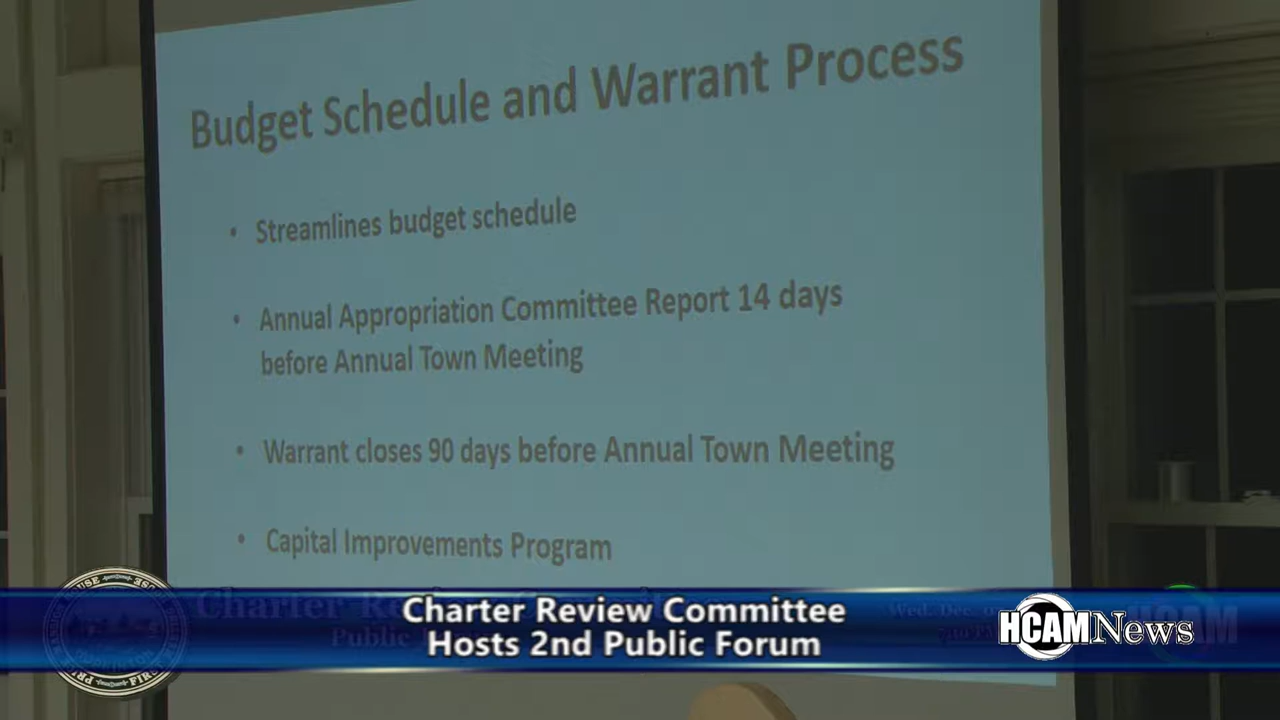 Budget Schedule and Warrant Process
• Streamlines budget schedule
• Annual Appropriation Committee Report 14 days
before Annual Town Meeting
• Warrant closes 90 days before Annual Town Meeting
• Capital Improvements Program
Charter Review Committee
Hosts 2nd Public Forum
HCAMNews